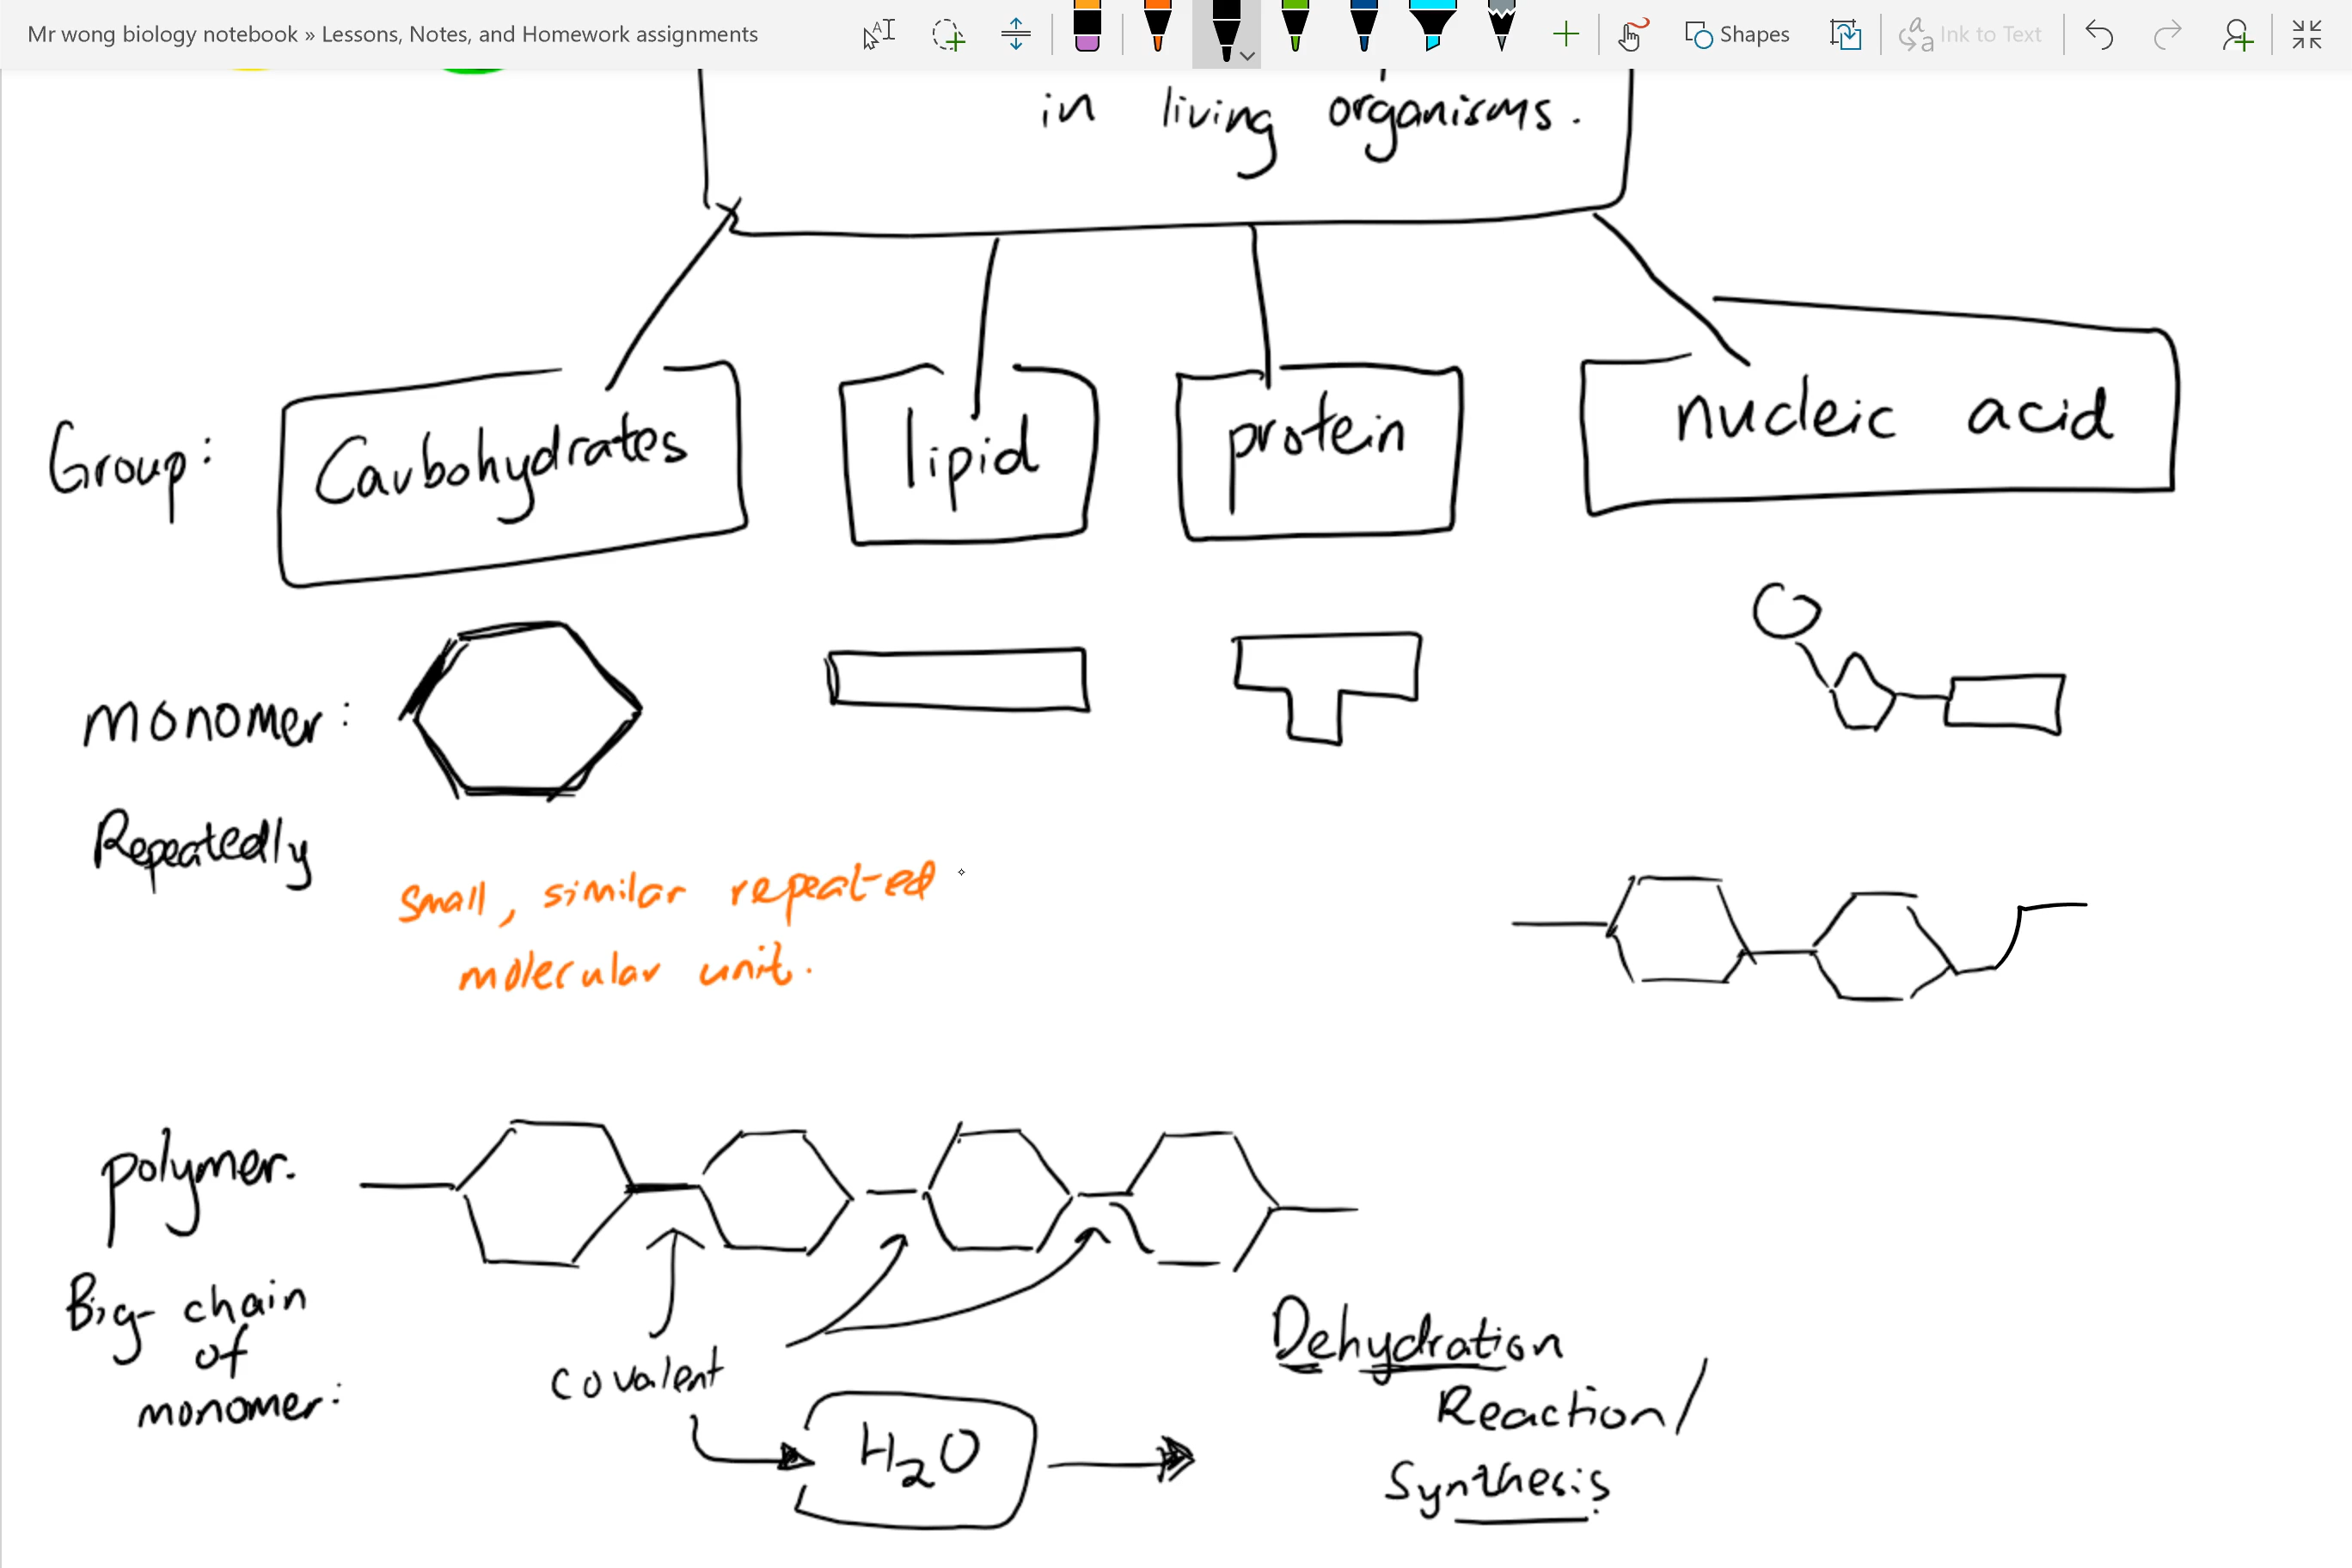 Mr wong biology notebook » Lessons, Notes, and Homework assignments
Shapes
Ink to Text
in living organisms.
Group: Carbohydrates lipid protein nucleic acid
Monomer:
Repeatedly
small, similar repeated
molecular unit.
polymer.
Big chain
of
monomer:
covalent
H2O
Dehydration
Reaction/
Synthesis